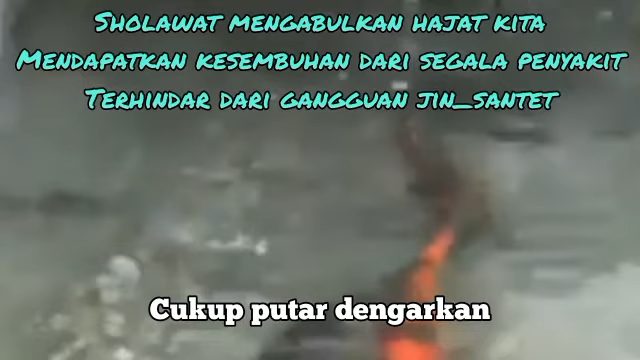 Sholawat mengabulkan hajat kita
Mendapatkan kesembuhan dari segala penyakit
Terhindar dari gangguan jin_santet
Cukup putar dengarkan